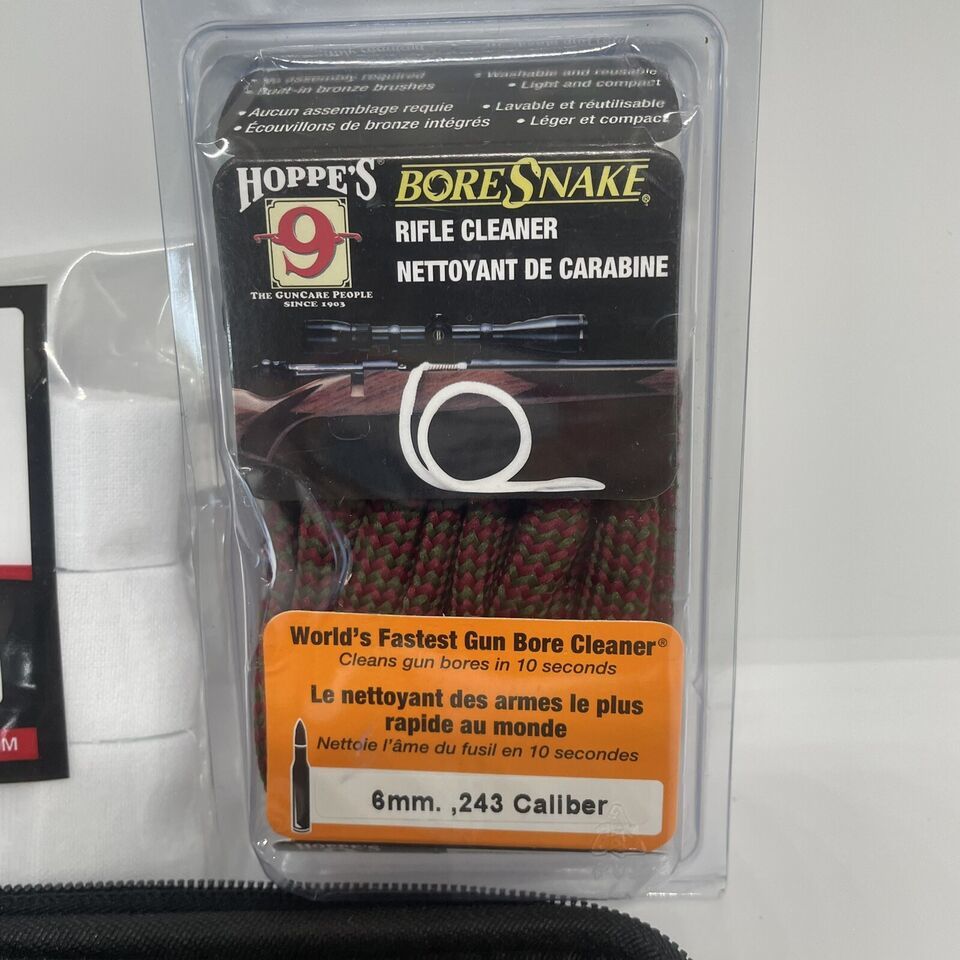 assembly required
• Washable and reusable
Built-in bronze brushes
• Light and compact
• Aucun assemblage requie
• Lavable et réutilisable
• Écouvillons de bronze intégrés
• Léger et compact
HOPPE'S®
9
THE GUNCARE PEOPLE
SINCE 1903
BORESNAKE®
RIFLE CLEANER
NETTOYANT DE CARABINE
World's Fastest Gun Bore Cleaner®
Cleans gun bores in 10 seconds
Le nettoyant des armes le plus
rapide au monde
Nettoie l'âme du fusil en 10 secondes
6mm. ,243 Caliber
HOPPE'S
M